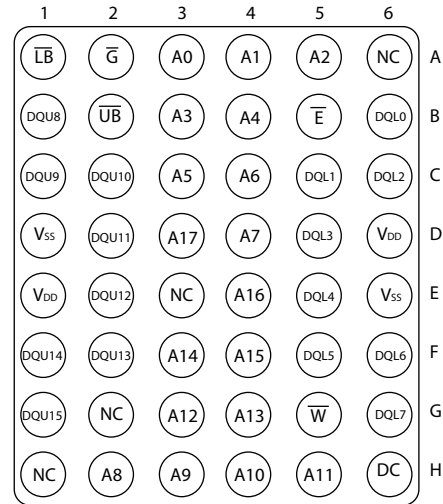 1 2 3 4 5 6
L̅B̅ G̅ A0 A1 A2 NC A
DQU8 U̅B̅ A3 A4 E̅ DQL0 B
DQU9 DQU10 A5 A6 DQL1 DQL2 C
VSS DQU11 A17 A7 DQL3 VDD D
VDD DQU12 NC A16 DQL4 VSS E
DQU14 DQU13 A14 A15 DQL5 DQL6 F
DQU15 NC A12 A13 W̅ DQL7 G
NC A8 A9 A10 A11 DC H